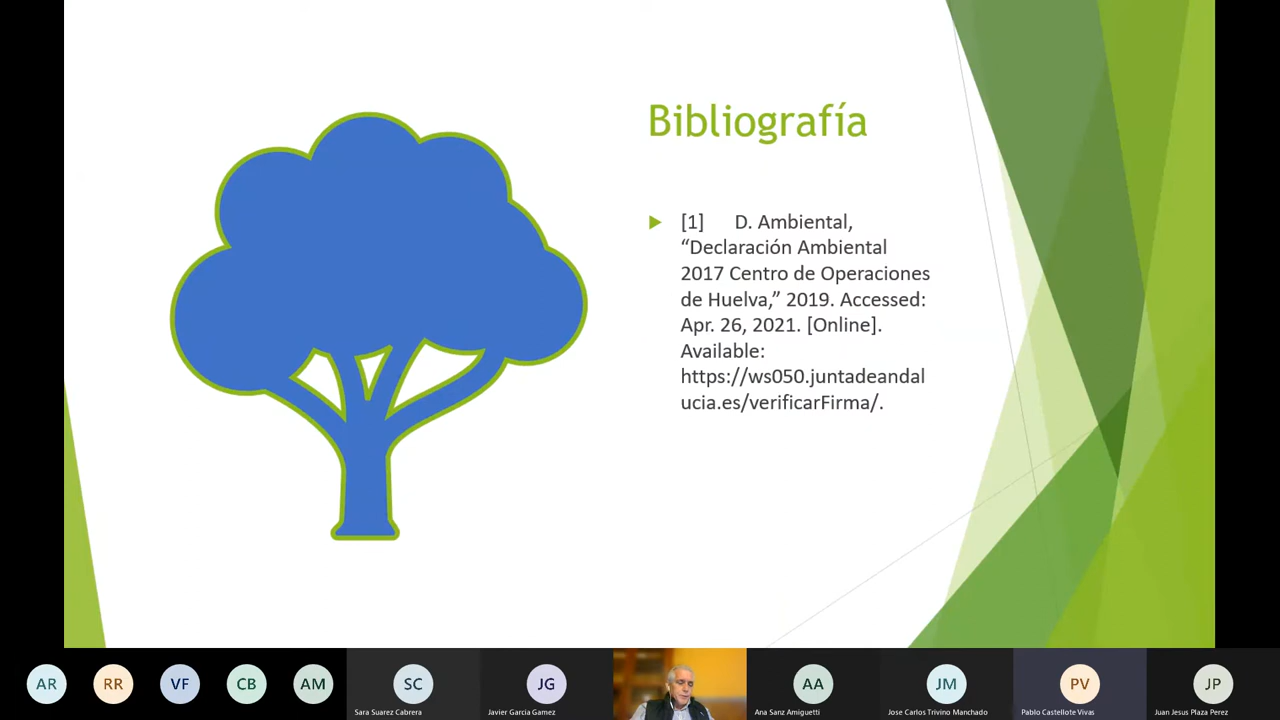 Bibliografía
[1] D. Ambiental,
“Declaración Ambiental
2017 Centro de Operaciones
de Huelva,” 2019. Accessed:
Apr. 26, 2021. [Online].
Available:
https://ws050.juntadeandal
ucia.es/verificarFirma/.
AR RR VF CB AM SC JG AA JM PV JP
Sara Suarez Cabrera Javier Garcia Gamez Ana Sanz Amiguetti Jose Carlos Trivino Manchado Pablo Castellote Vivas Juan Jesus Plaza Perez